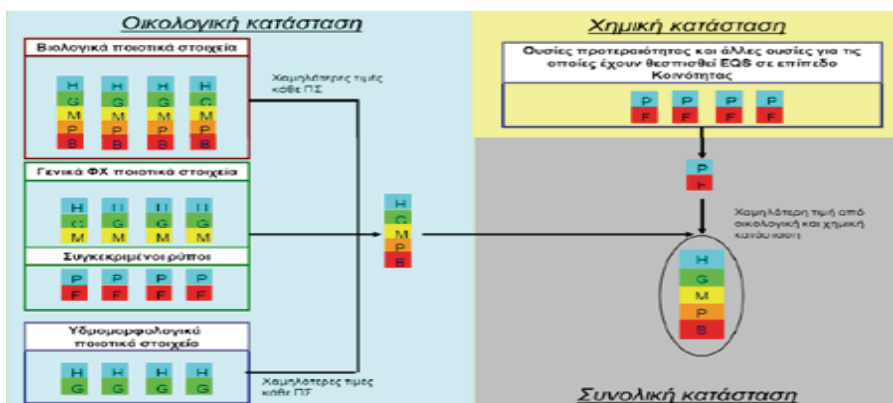 Οικολογική κατάσταση
Βιολογικά ποιοτικά στοιχεία
H H H H
G G G C
M M M M
P P P P
B B B B
Χαμηλότερες τιμές
κάθε ΠΣ
Γενικά ΦΧ ποιοτικά στοιχεία
H H H H
G G G G
M M M M
Συγκεκριμένοι ρύποι
P P P P
F F F F
Υδρομορφολογικά
ποιοτικά στοιχεία
H H H H
G G G G
Χαμηλότερες τιμές
κάθε ΠΣ
H
C
M
P
B
Χημική κατάσταση
Ουσίες προτεραιότητας και άλλες ουσίες για τις
οποίες έχουν θεσπισθεί EQS σε επίπεδο
Κοινότητας
P P P P
F F F F
P
F
Χαμηλότερη τιμή από
οικολογική και χημική
κατάσταση
H
G
M
P
B
Συνολική κατάσταση